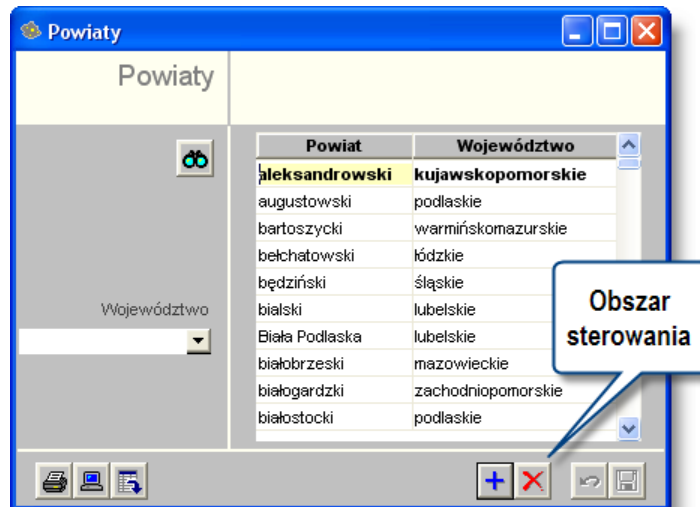 Powiaty
Powiaty
Powiat Województwo
aleksandrowski kujawskopomorskie
augustowski podlaskie
bartoszycki warmińskomazurskie
bełchatowski łódzkie
będziński śląskie
Województwo
bialski lubelskie
Biała Podlaska lubelskie
białobrzeski mazowieckie
białogardzki zachodniopomorskie
białostocki podlaskie
Obszar
sterowania